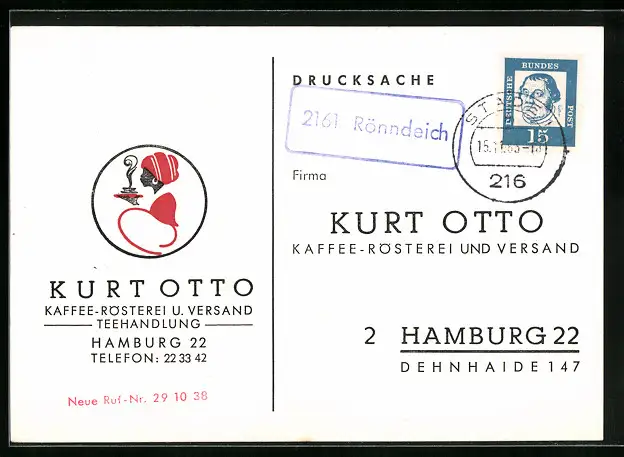 KURT OTTO
KAFFEE-RÖSTEREI U. VERSAND
TEEHANDLUNG
HAMBURG 22
TELEFON: 22 33 42
Neue Ruf-Nr. 29 10 38
DRUCKSACHE
2161 Rönndeich
DEUTSCHE
BUNDES
POST
15
STADE
216
Firma
KURT OTTO
KAFFEE-RÖSTEREI UND VERSAND
2 HAMBURG 22
DEHNHAIDE 147